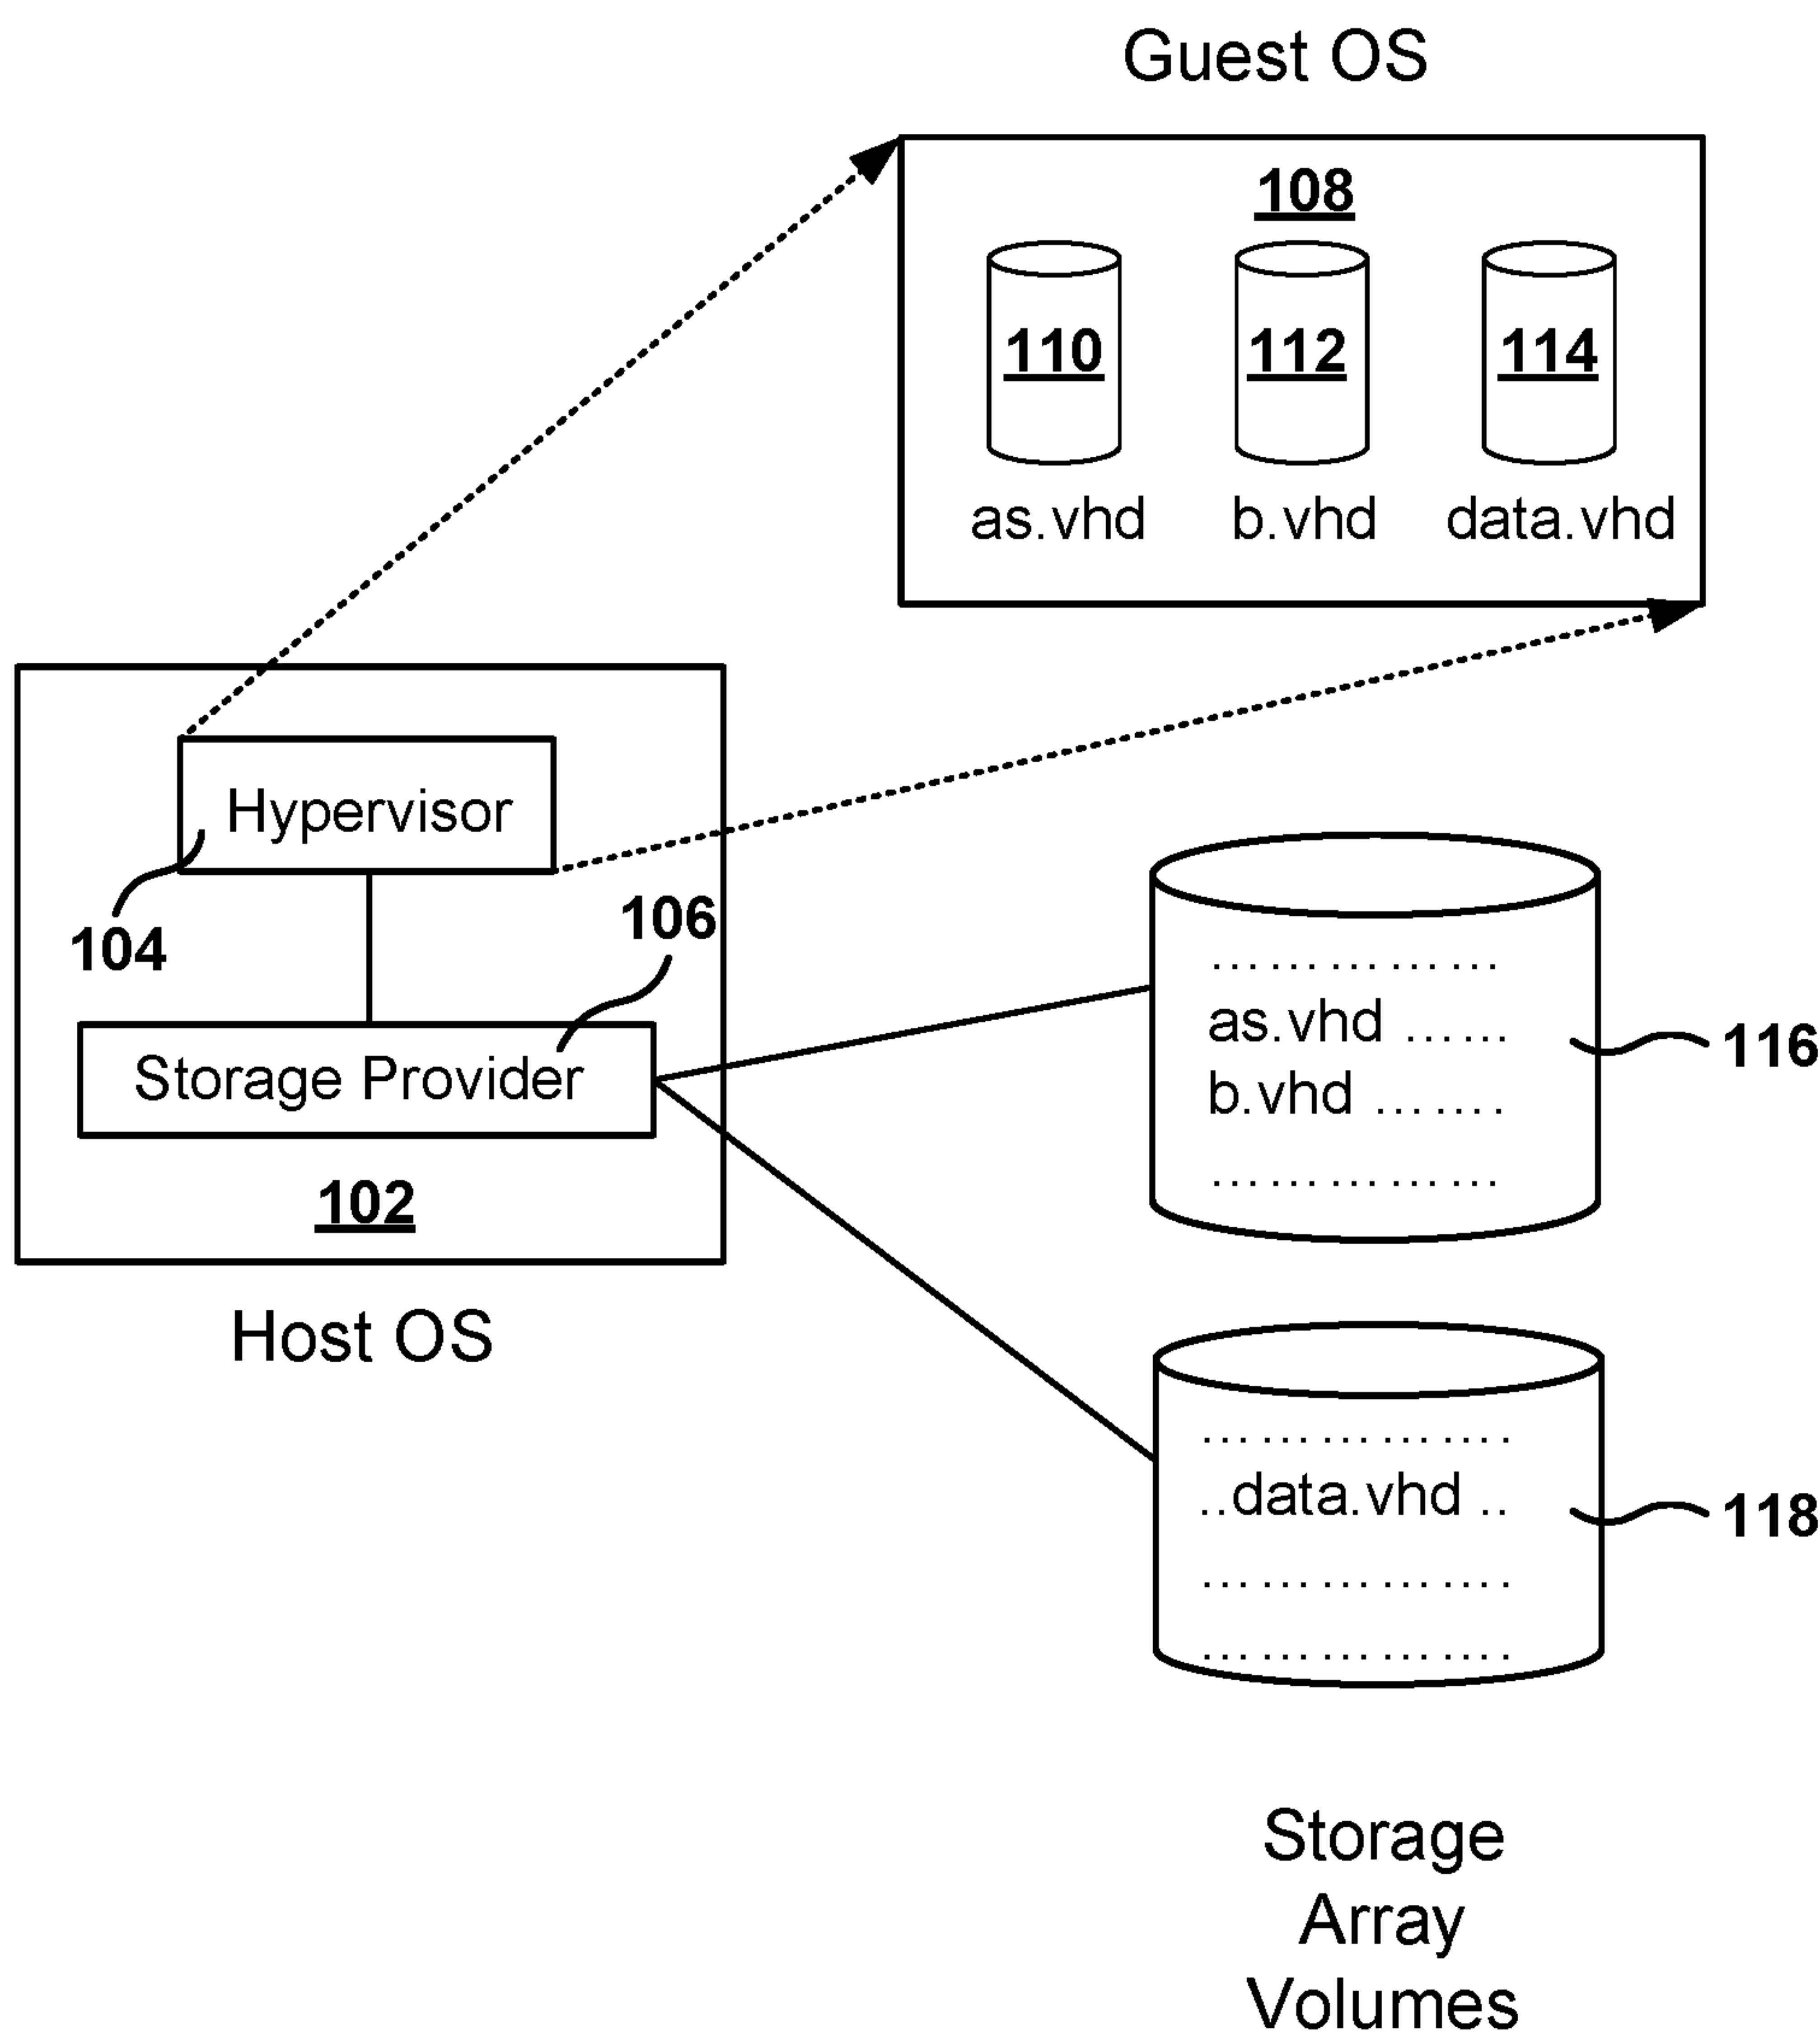 Guest OS
108
110 112 114
as.vhd b.vhd data.vhd
Hypervisor
104
106
Storage Provider
102
Host OS
................
as.vhd ......
b.vhd .......
................
116
................
..data.vhd ..
................
................
118
Storage
Array
Volumes